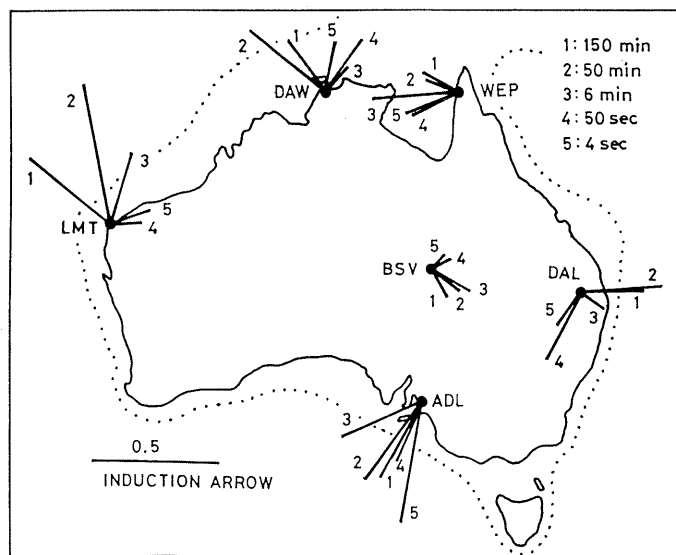 1: 150 min
2: 50 min
3: 6 min
4: 50 sec
5: 4 sec
2 1 5 4
3
DAW
1
2
3 5 4
WEP
2
1
3
5
4
LMT
5 4
BSV
3
1 2
DAL
2
1
3
5
4
ADL
3
2
1
4
5
0.5
INDUCTION ARROW